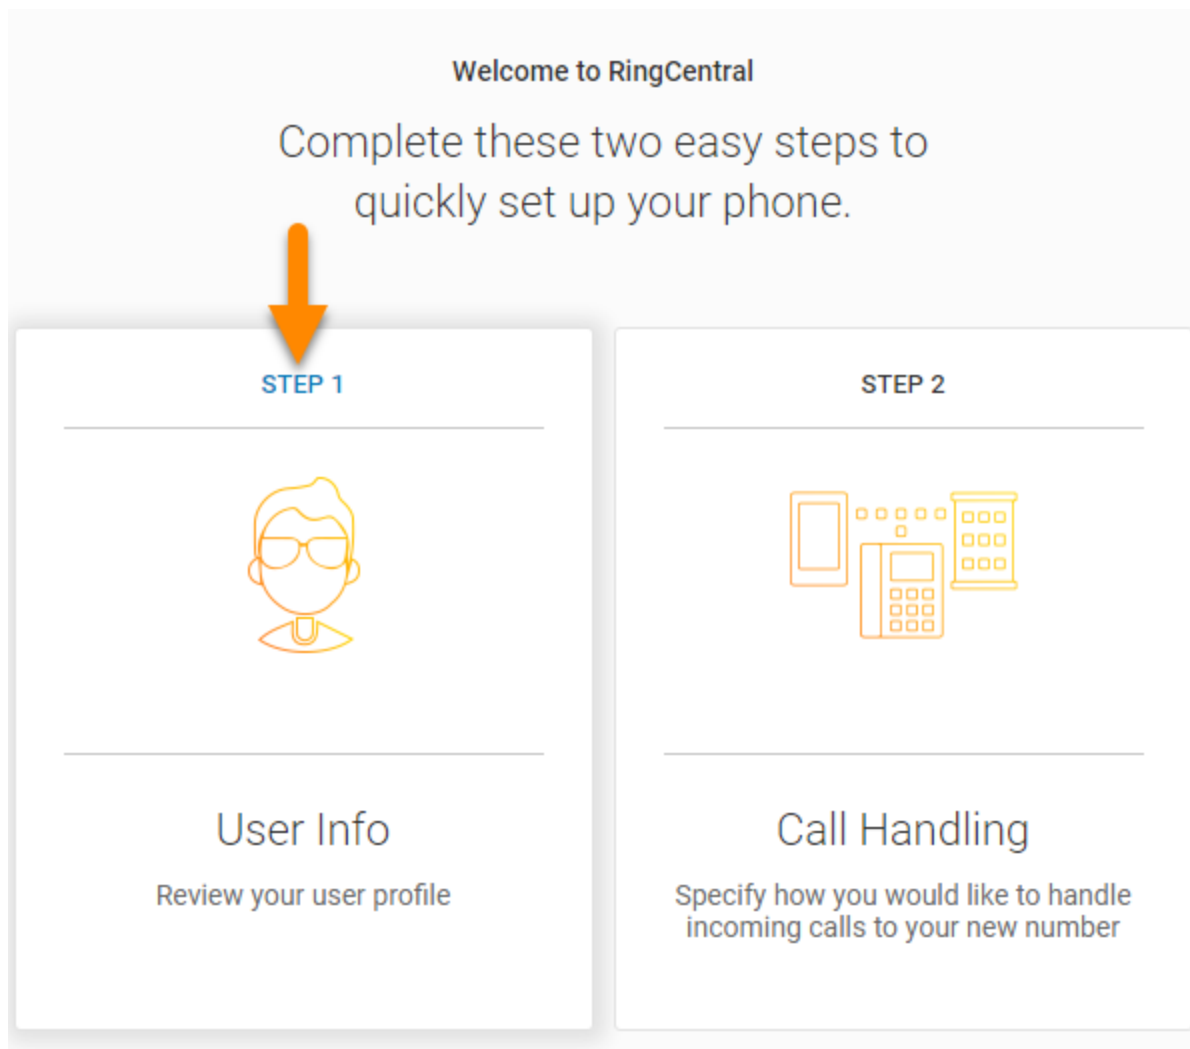 Welcome to RingCentral
Complete these two easy steps to
quickly set up your phone.
STEP 1
User Info
Review your user profile
STEP 2
Call Handling
Specify how you would like to handle
incoming calls to your new number